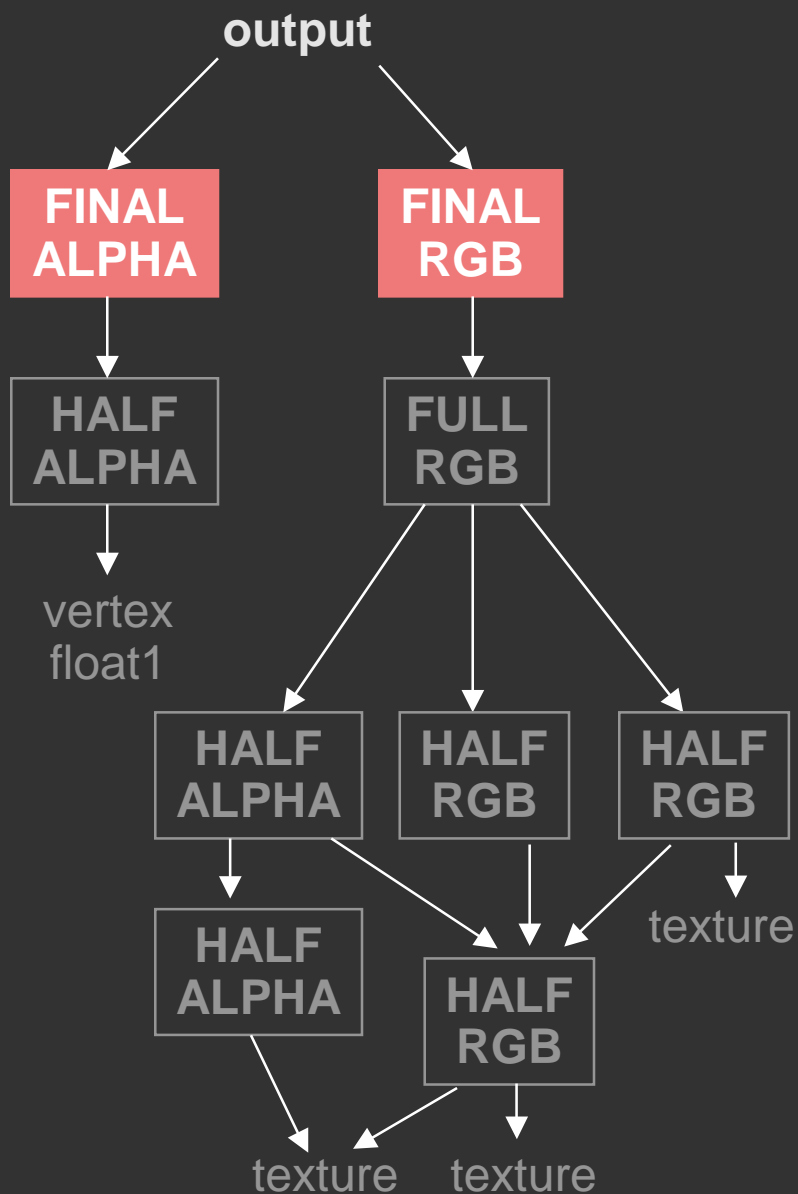 output
FINAL
ALPHA
FINAL
RGB
HALF
ALPHA
FULL
RGB
vertex
float1
HALF
ALPHA
HALF
RGB
HALF
RGB
texture
HALF
ALPHA
HALF
RGB
texture
texture